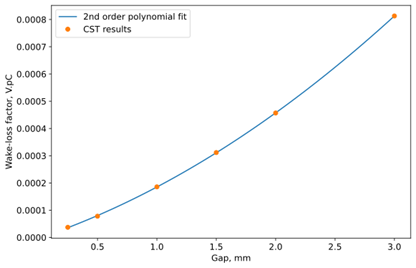 2nd order polynomial fit
CST results
Wake-loss factor, V.pC
0.0008
0.0007
0.0006
0.0005
0.0004
0.0003
0.0002
0.0001
0.0000
0.5 1.0 1.5 2.0 2.5 3.0
Gap, mm